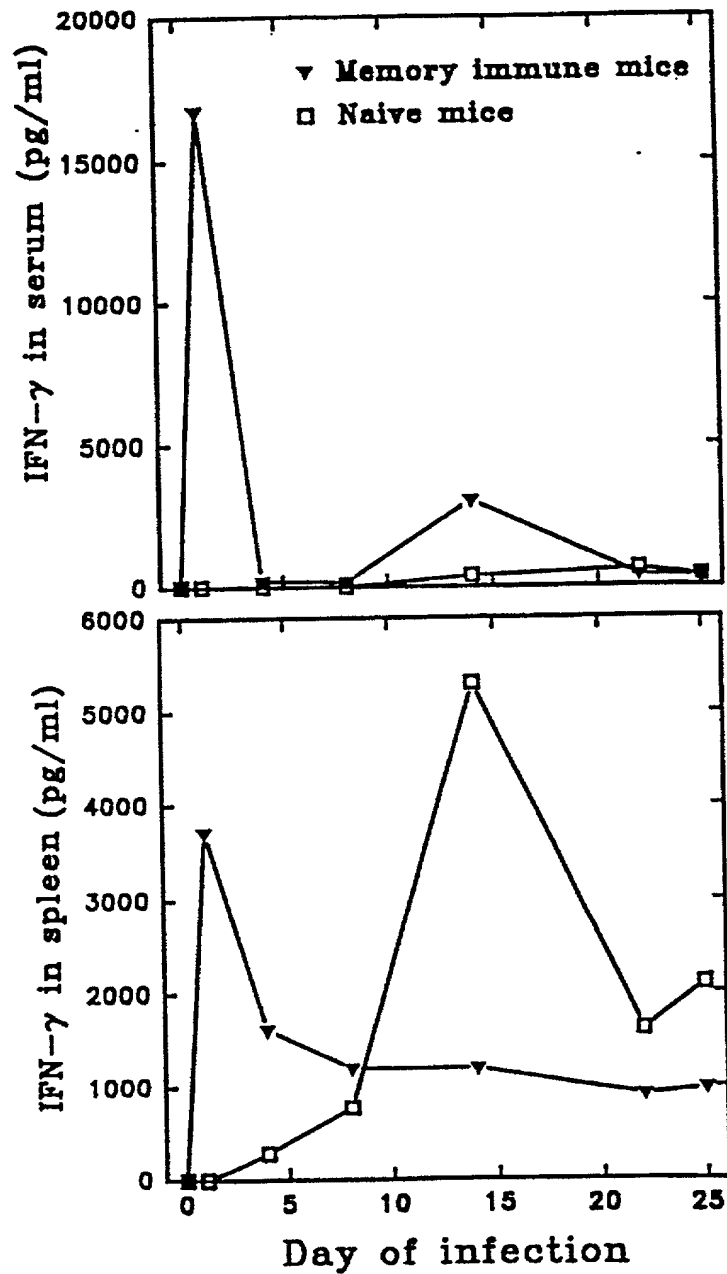 20000
15000
10000
5000
0
IFN-γ in serum (pg/ml)
Memory immune mice
Naive mice
6000
5000
4000
3000
2000
1000
0
IFN-γ in spleen (pg/ml)
0 5 10 15 20 25
Day of infection